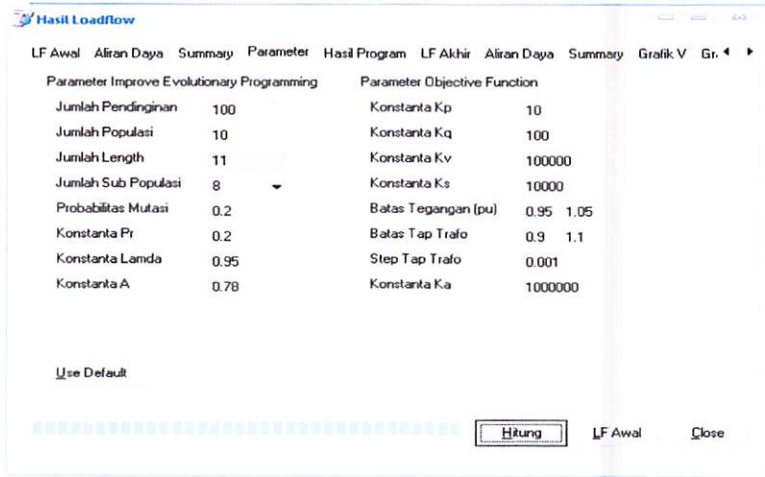 Hasil Loadflow
LF Awal Aliran Daya Summary Parameter Hasil Program LF Akhir Aliran Daya Summary Grafik V Gr.
Parameter Improve Evolutionary Programming
Jumlah Pendinginan 100
Jumlah Populasi 10
Jumlah Length 11
Jumlah Sub Populasi 8
Probabilitas Mutasi 0.2
Konstanta Pr 0.2
Konstanta Lamda 0.95
Konstanta A 0.78
Use Default
Parameter Objective Function
Konstanta Kp 10
Konstanta Kq 100
Konstanta Kv 100000
Konstanta Ks 10000
Batas Tegangan (pu) 0.95 1.05
Batas Tap Trafo 0.9 1.1
Step Tap Trafo 0.001
Konstanta Ka 1000000
Hitung LF Awal Close